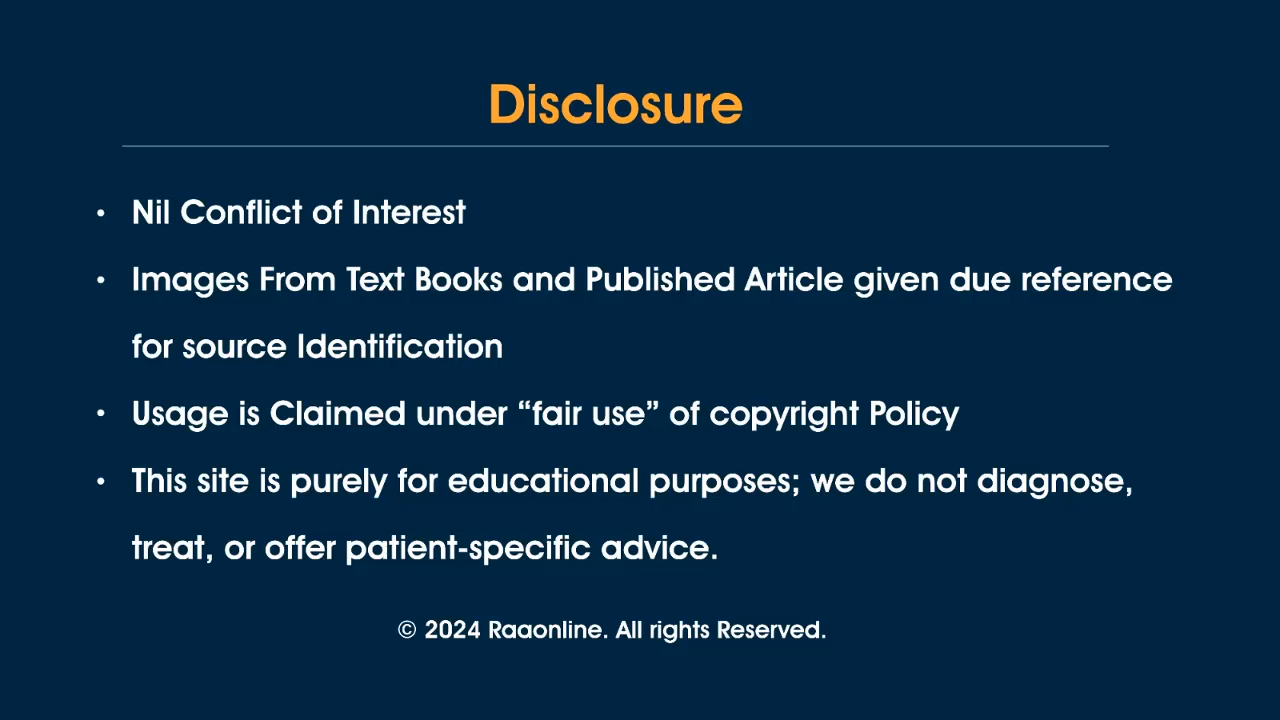 Disclosure
• Nil Conflict of Interest
• Images From Text Books and Published Article given due reference
for source Identification
• Usage is Claimed under “fair use” of copyright Policy
• This site is purely for educational purposes; we do not diagnose,
treat, or offer patient-specific advice.
© 2024 Raaonline. All rights Reserved.